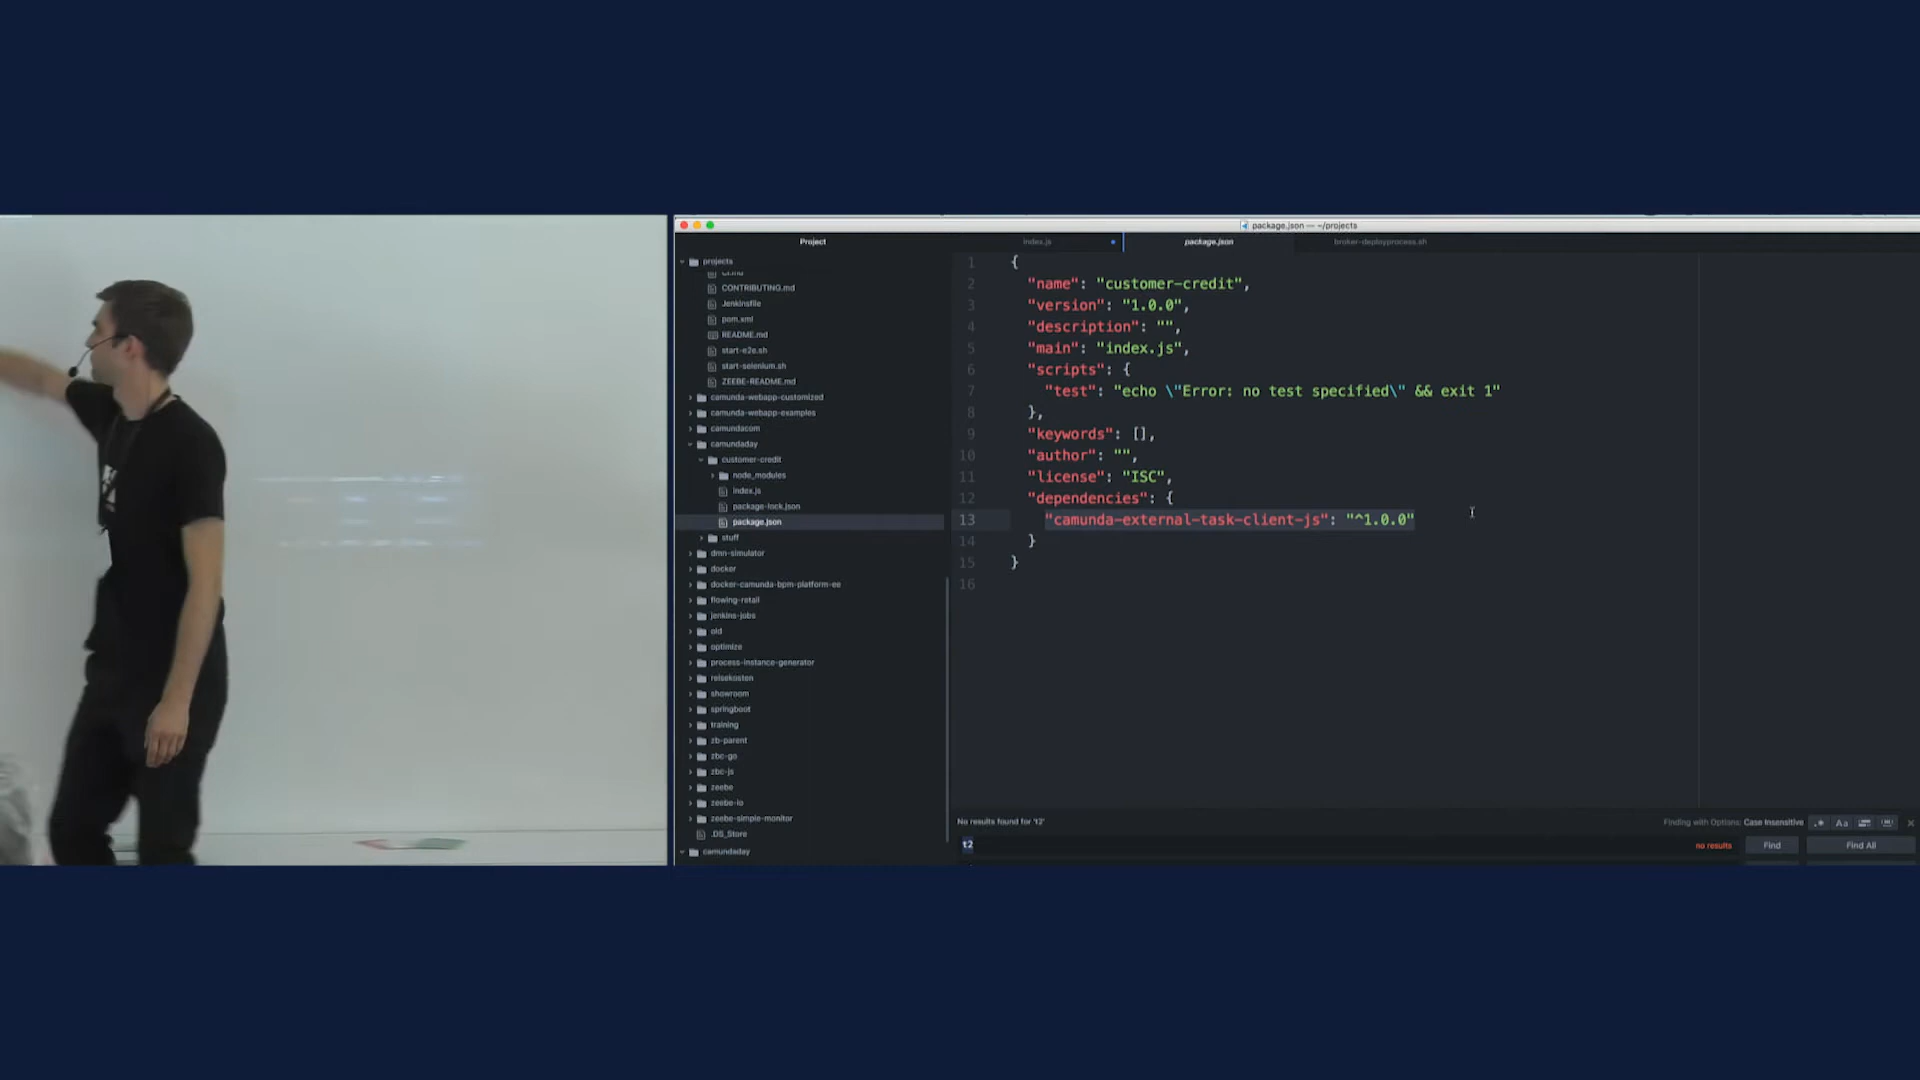 package.json — ~/projects
Project
index.js
package.json
broker-deployprocess.sh
projects
CONTRIBUTING.md
Jenkinsfile
pom.xml
README.md
start-e2e.sh
start-selenium.sh
ZEEBE-README.md
camunda-webapp-customized
camunda-webapp-examples
camundacom
camundaday
customer-credit
node_modules
index.js
package-lock.json
package.json
stuff
dmn-simulator
docker
docker-camunda-bpm-platform-ee
flowing-retail
jenkins-jobs
old
optimize
process-instance-generator
reisekosten
showroom
springboot
training
zb-parent
zbc-go
zbc-js
zeebe
zeebe-io
zeebe-simple-monitor
.DS_Store
camundaday
1 {
2 "name": "customer-credit",
3 "version": "1.0.0",
4 "description": "",
5 "main": "index.js",
6 "scripts": {
7 "test": "echo \"Error: no test specified\" && exit 1"
8 },
9 "keywords": [],
10 "author": "",
11 "license": "ISC",
12 "dependencies": {
13 "camunda-external-task-client-js": "^1.0.0"
14 }
15 }
16
No results found for 't2'
Finding with Options: Case Insensitive
.* Aa
t2
no results
Find
Find All